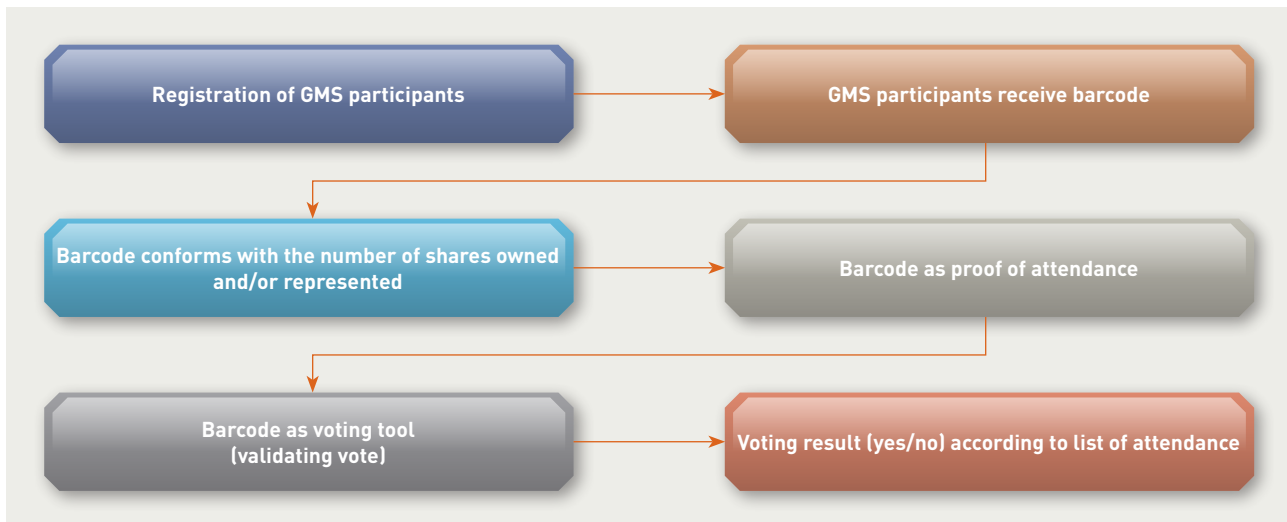 Registration of GMS participants
GMS participants receive barcode
Barcode conforms with the number of shares owned
and/or represented
Barcode as proof of attendance
Barcode as voting tool
(validating vote)
Voting result (yes/no) according to list of attendance